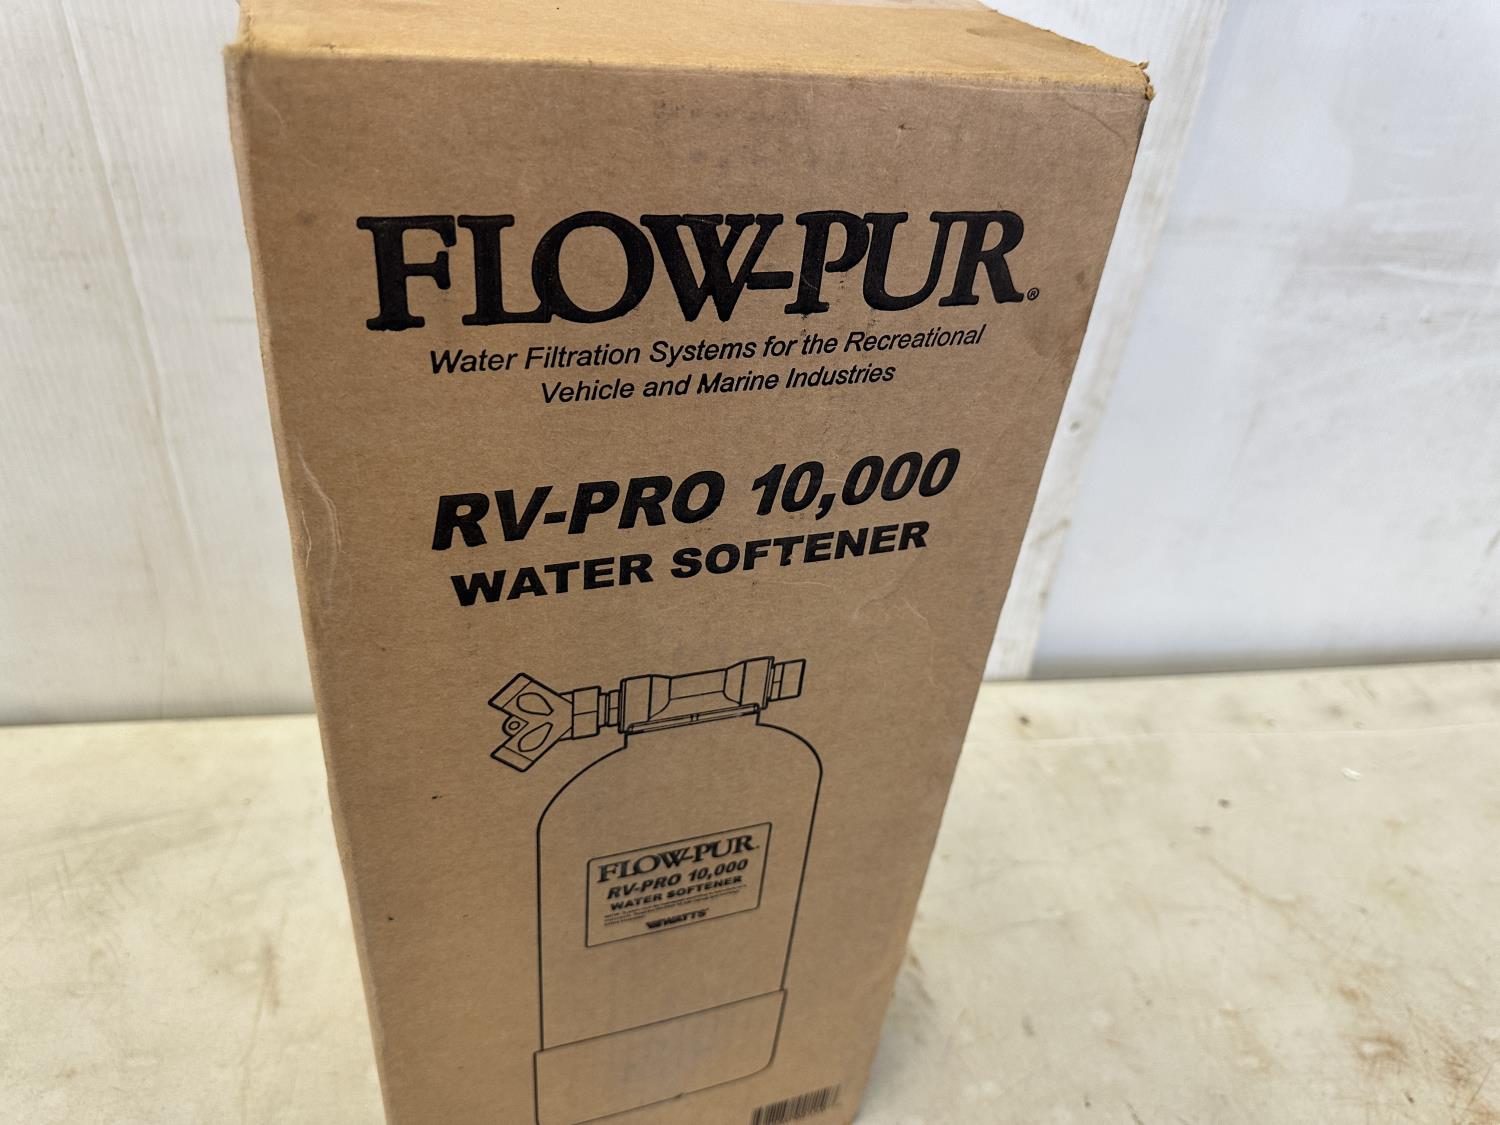 FLOW-PUR®
Water Filtration Systems for the Recreational
Vehicle and Marine Industries
RV-PRO 10,000
WATER SOFTENER
FLOW-PUR
RV-PRO 10,000
WATER SOFTENER
WATTS